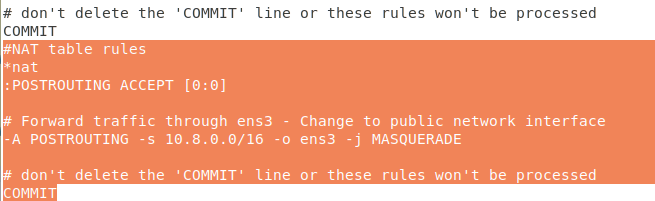 # don't delete the 'COMMIT' line or these rules won't be processed
COMMIT
#NAT table rules
*nat
:POSTROUTING ACCEPT [0:0]
# Forward traffic through ens3 - Change to public network interface
-A POSTROUTING -s 10.8.0.0/16 -o ens3 -j MASQUERADE
# don't delete the 'COMMIT' line or these rules won't be processed
COMMIT